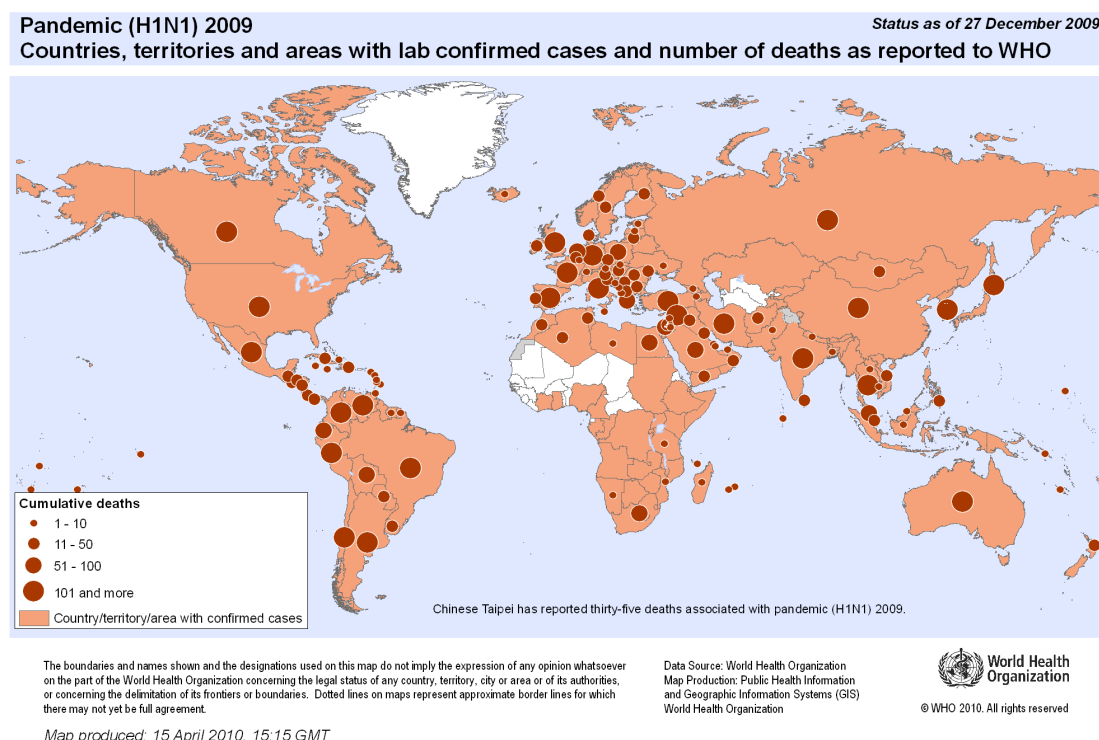 Pandemic (H1N1) 2009
Status as of 27 December 2009
Countries, territories and areas with lab confirmed cases and number of deaths as reported to WHO
Cumulative deaths
1 - 10
11 - 50
51 - 100
101 and more
Country/territory/area with confirmed cases
Chinese Taipei has reported thirty-five deaths associated with pandemic (H1N1) 2009.
The boundaries and names shown and the designations used on this map do not imply the expression of any opinion whatsoever
on the part of the World Health Organization concerning the legal status of any country, territory, city or area or of its authorities,
or concerning the delimitation of its frontiers or boundaries. Dotted lines on maps represent approximate border lines for which
there may not yet be full agreement.
Data Source: World Health Organization
Map Production: Public Health Information
and Geographic Information Systems (GIS)
World Health Organization
World Health
Organization
© WHO 2010. All rights reserved
Map produced: 15 April 2010, 15:15 GMT